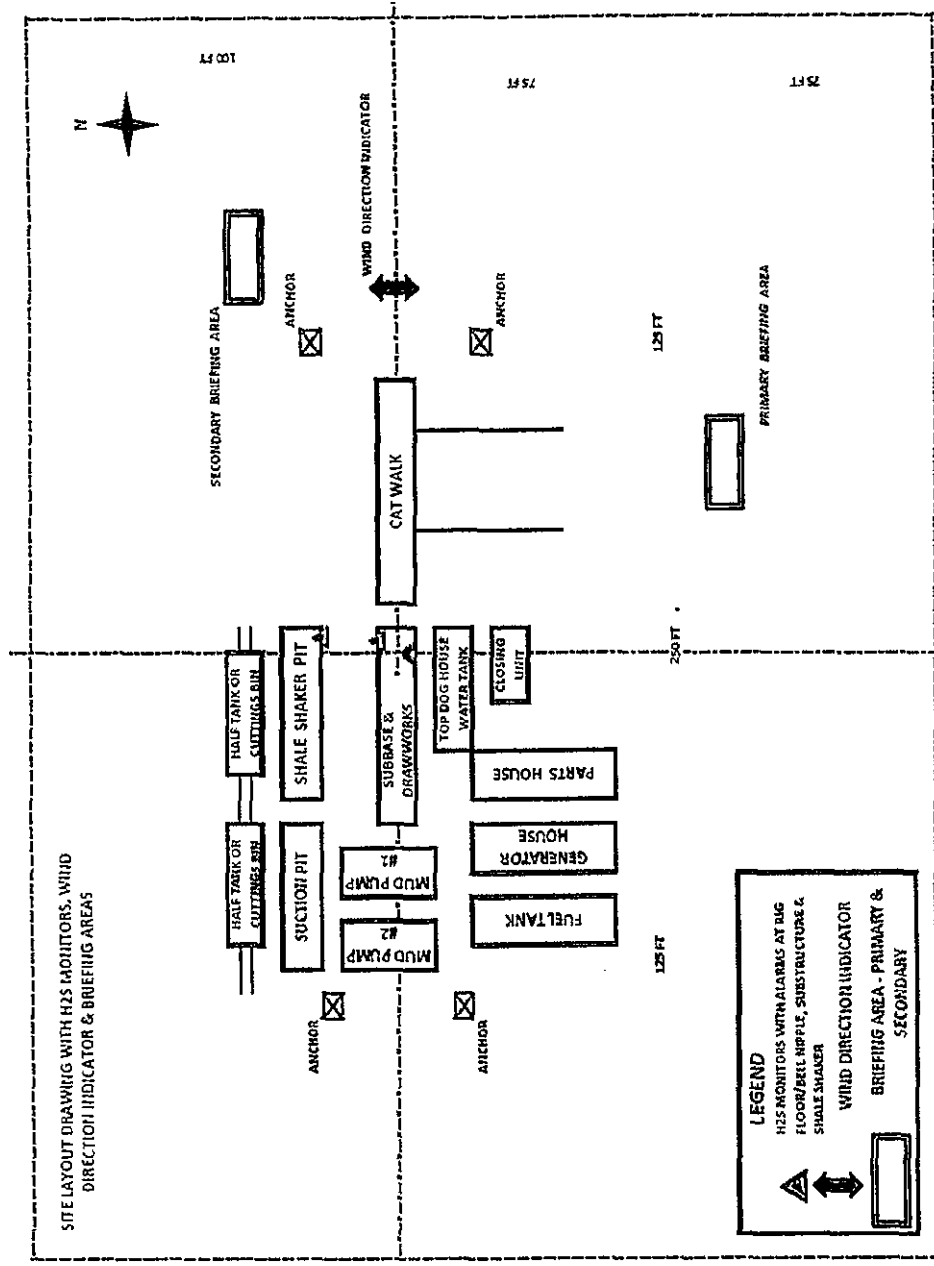 SITE LAYOUT DRAWING WITH H2S MONITORS, WIND
DIRECTION INDICATOR & BRIEFING AREAS
N
100 FT
SECONDARY BRIEFING AREA
HALF TANK OR
CUTTINGS BIN
HALF TANK OR
CUTTINGS BIN
ANCHOR
SUCTION PIT
SHALE SHAKER PIT
ANCHOR
WIND DIRECTION INDICATOR
MUD PUMP
#2
MUD PUMP
#1
SUBBASE &
DRAWWORKS
CAT WALK
ANCHOR
TOP DOG HOUSE
WATER TANK
ANCHOR
CLOSING
UNIT
75 FT
FUEL TANK
GENERATOR
HOUSE
PARTS HOUSE
125 FT
250 FT
125 FT
PRIMARY BRIEFING AREA
75 FT
LEGEND
H2S MONITORS WITH ALARMS AT RIG
FLOOR/BELL NIPPLE, SUBSTRUCTURE &
SHALE SHAKER
WIND DIRECTION INDICATOR
BRIEFING AREA - PRIMARY &
SECONDARY